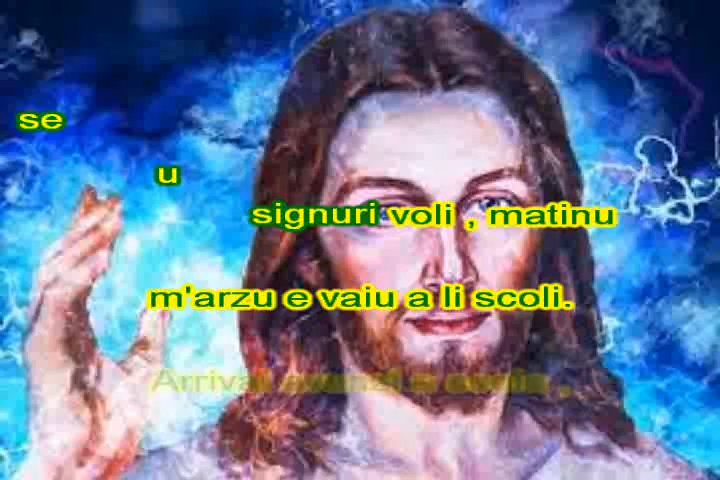 se
u
signuri voli , matinu
m'arzu e vaiu a li scoli.